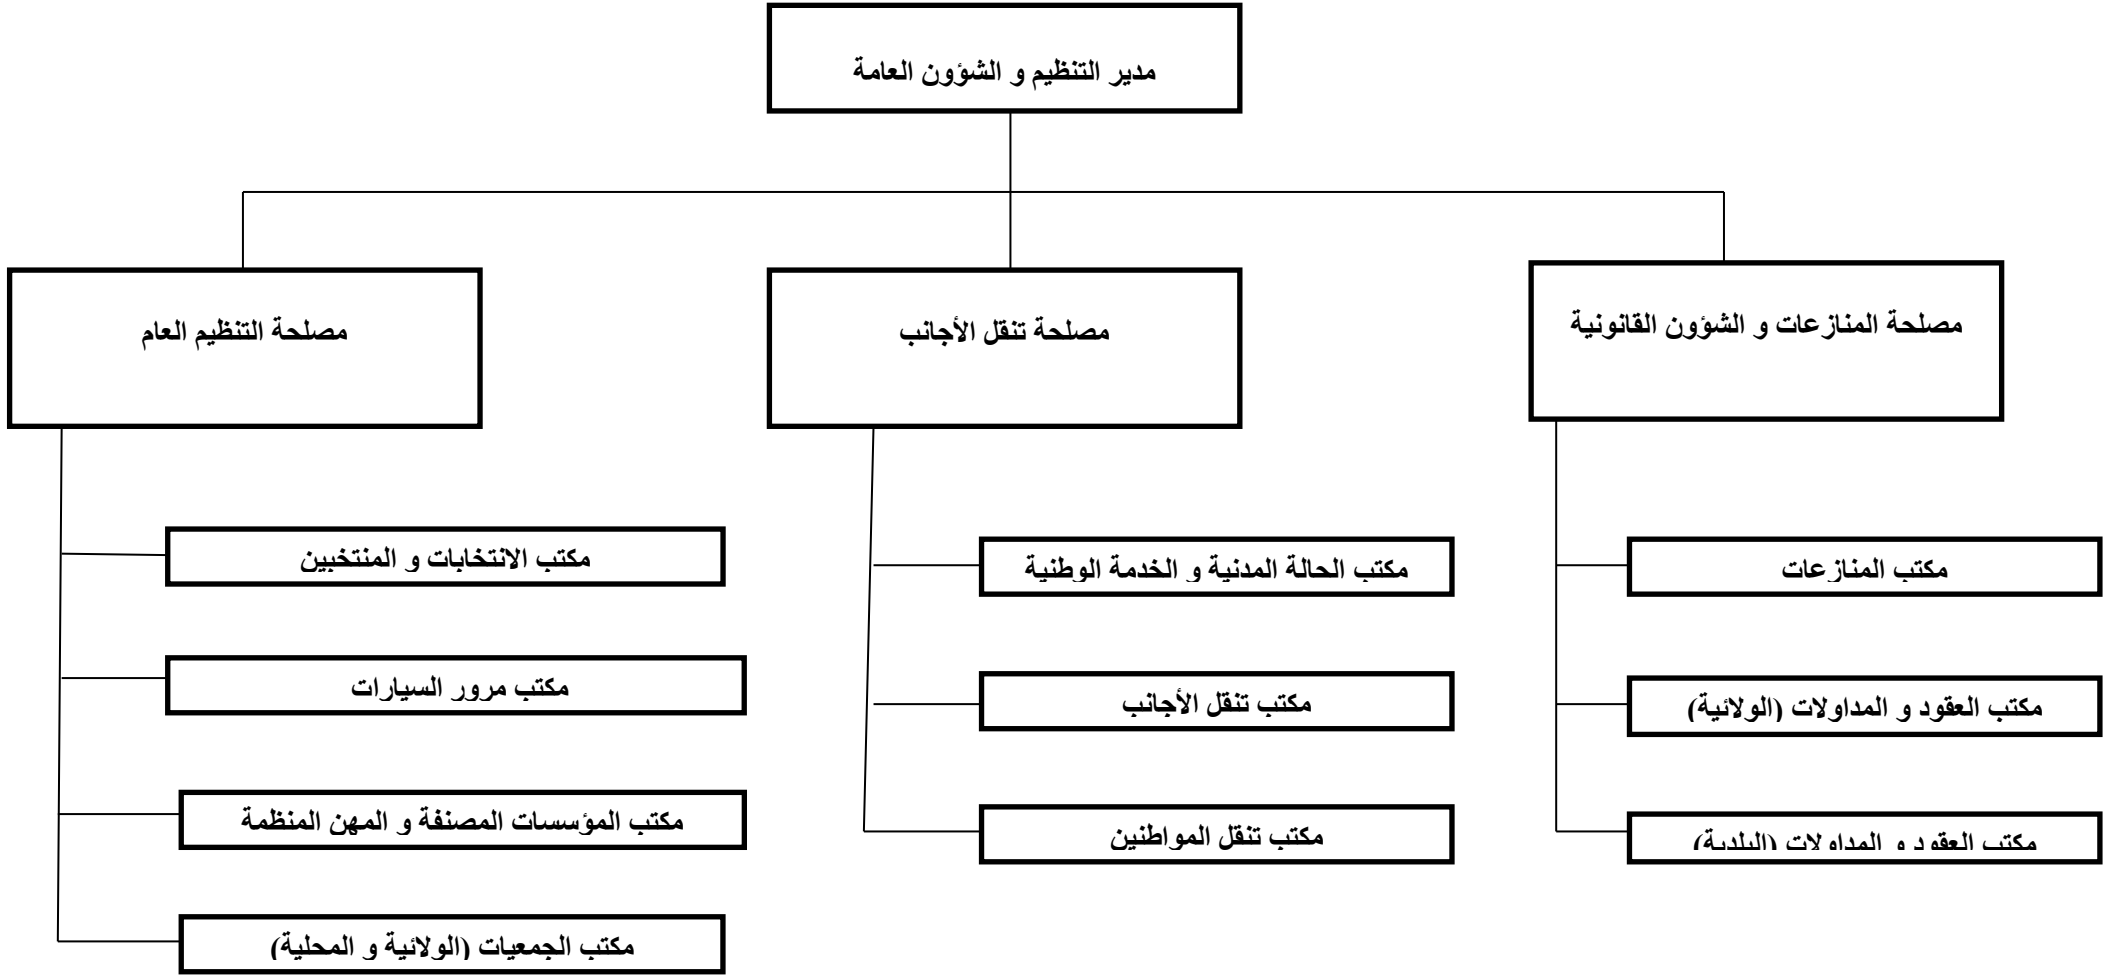 مدير التنظيم و الشؤون العامة
مصلحة المنازعات و الشؤون القانونية
مصلحة تنقل الأجانب
مصلحة التنظيم العام
مكتب المنازعات
مكتب العقود و المداولات (الولائية)
مكتب العقود و المداولات (البلدية)
مكتب الحالة المدنية و الخدمة الوطنية
مكتب تنقل الأجانب
مكتب تنقل المواطنين
مكتب الانتخابات و المنتخبين
مكتب مرور السيارات
مكتب المؤسسات المصنفة و المهن المنظمة
مكتب الجمعيات (الولائية و المحلية)